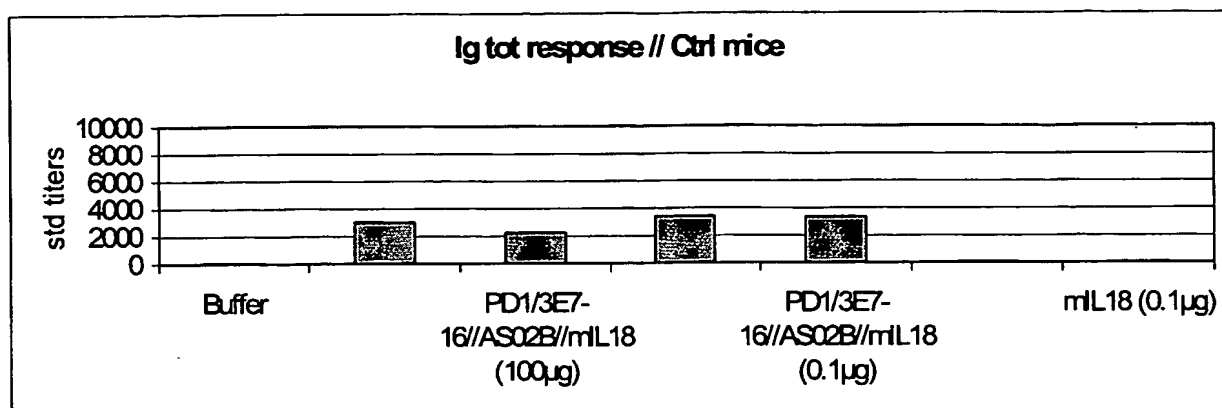 Ig tot response // Ctrl mice
std titers
10000
8000
6000
4000
2000
0
Buffer
PD1/3E7-
16//AS02B//mIL18
(100µg)
PD1/3E7-
16//AS02B//mIL18
(0.1µg)
mIL18 (0.1µg)